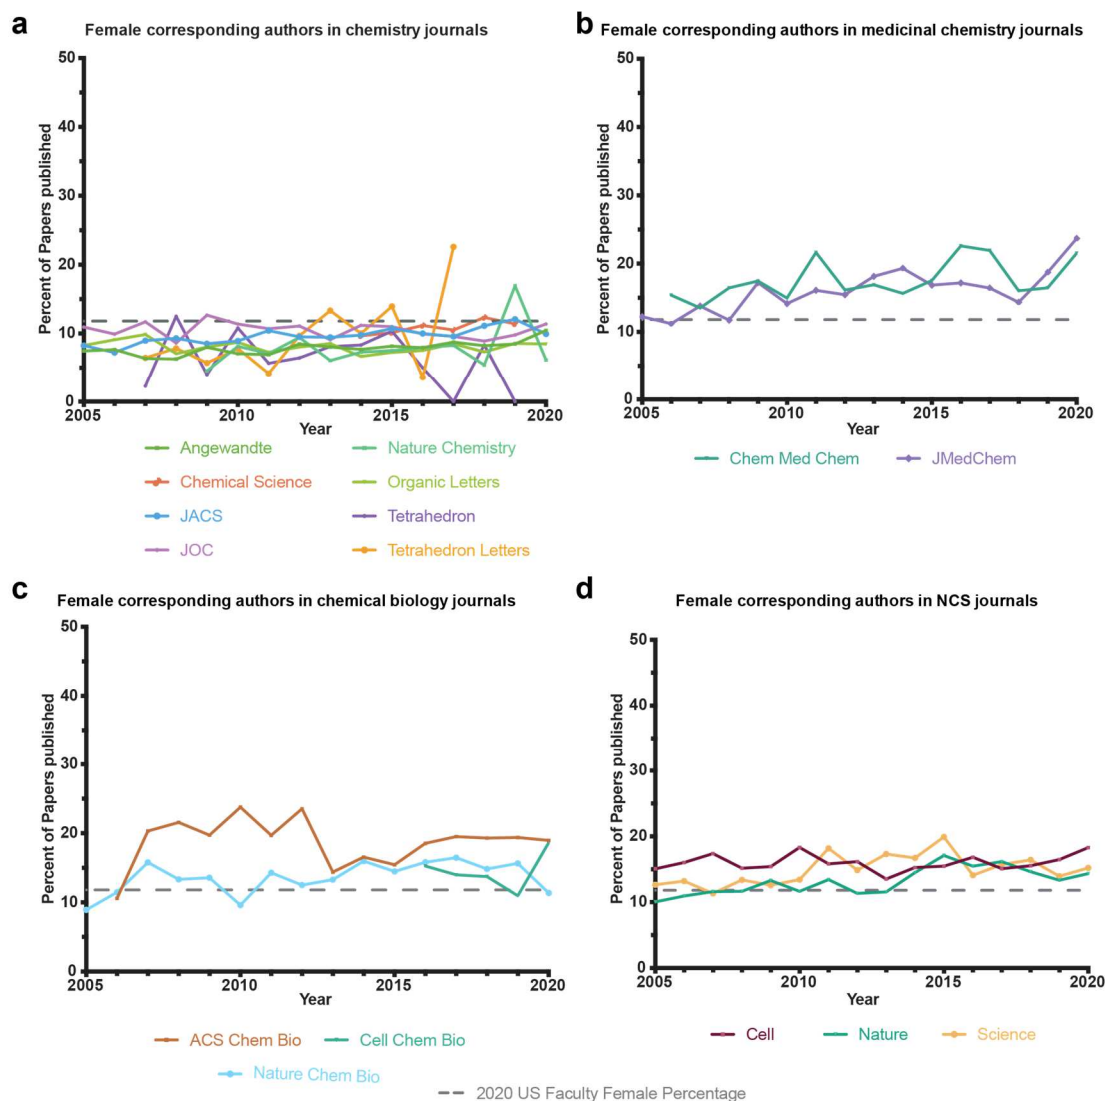 a
Female corresponding authors in chemistry journals
50
40
30
20
10
0
Percent of Papers published
2005 2010 2015 2020
Year
Angewandte Nature Chemistry
Chemical Science Organic Letters
JACS Tetrahedron
JOC Tetrahedron Letters
b
Female corresponding authors in medicinal chemistry journals
50
40
30
20
10
0
Percent of Papers published
2005 2010 2015 2020
Year
Chem Med Chem JMedChem
c
Female corresponding authors in chemical biology journals
50
40
30
20
10
0
Percent of Papers published
2005 2010 2015 2020
Year
ACS Chem Bio Cell Chem Bio
Nature Chem Bio
d
Female corresponding authors in NCS journals
50
40
30
20
10
0
Percent of Papers published
2005 2010 2015 2020
Year
Cell Nature Science
2020 US Faculty Female Percentage